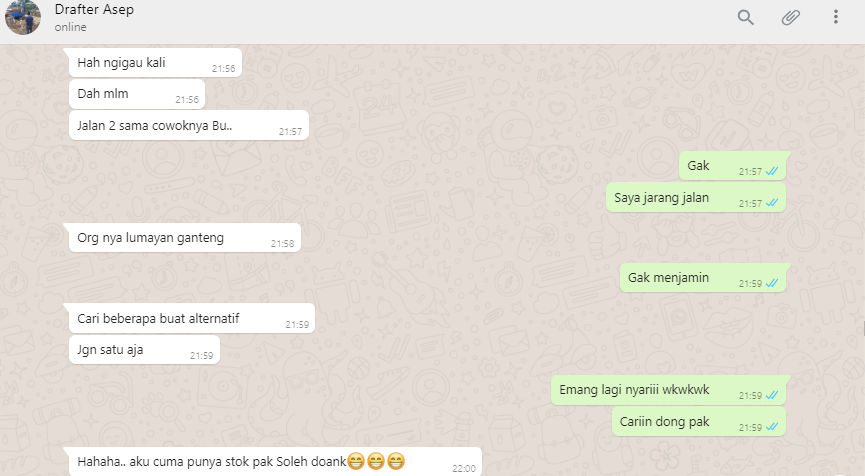 Drafter Asep
online
Hah ngigau kali
21:56
Dah mlm
21:56
Jalan 2 sama cowoknya Bu..
21:57
Gak
21:57
Saya jarang jalan
21:57
Org nya lumayan ganteng
21:58
Gak menjamin
21:59
Cari beberapa buat alternatif
21:59
Jgn satu aja
21:59
Emang lagi nyariii wkwkwk
21:59
Cariin dong pak
21:59
Hahaha.. aku cuma punya stok pak Soleh doank😁😁😁
22:00